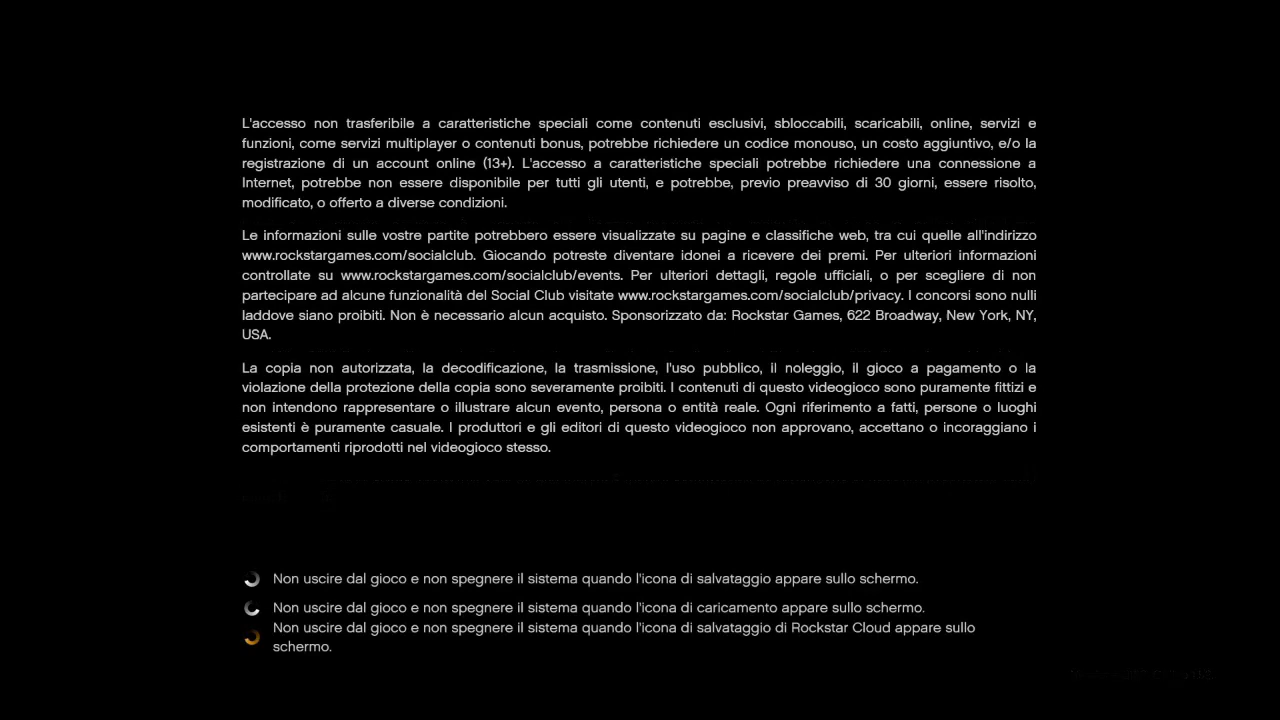 L'accesso non trasferibile a caratteristiche speciali come contenuti esclusivi, sbloccabili, scaricabili, online, servizi e
funzioni, come servizi multiplayer o contenuti bonus, potrebbe richiedere un codice monouso, un costo aggiuntivo, e/o la
registrazione di un account online (13+). L'accesso a caratteristiche speciali potrebbe richiedere una connessione a
Internet, potrebbe non essere disponibile per tutti gli utenti, e potrebbe, previo preavviso di 30 giorni, essere risolto,
modificato, o offerto a diverse condizioni.
Le informazioni sulle vostre partite potrebbero essere visualizzate su pagine e classifiche web, tra cui quelle all'indirizzo
www.rockstargames.com/socialclub. Giocando potreste diventare idonei a ricevere dei premi. Per ulteriori informazioni
controllate su www.rockstargames.com/socialclub/events. Per ulteriori dettagli, regole ufficiali, o per scegliere di non
partecipare ad alcune funzionalità del Social Club visitate www.rockstargames.com/socialclub/privacy. I concorsi sono nulli
laddove siano proibiti. Non è necessario alcun acquisto. Sponsorizzato da: Rockstar Games, 622 Broadway, New York, NY,
USA.
La copia non autorizzata, la decodificazione, la trasmissione, l'uso pubblico, il noleggio, il gioco a pagamento o la
violazione della protezione della copia sono severamente proibiti. I contenuti di questo videogioco sono puramente fittizi e
non intendono rappresentare o illustrare alcun evento, persona o entità reale. Ogni riferimento a fatti, persone o luoghi
esistenti è puramente casuale. I produttori e gli editori di questo videogioco non approvano, accettano o incoraggiano i
comportamenti riprodotti nel videogioco stesso.
Non uscire dal gioco e non spegnere il sistema quando l'icona di salvataggio appare sullo schermo.
Non uscire dal gioco e non spegnere il sistema quando l'icona di caricamento appare sullo schermo.
Non uscire dal gioco e non spegnere il sistema quando l'icona di salvataggio di Rockstar Cloud appare sullo
schermo.